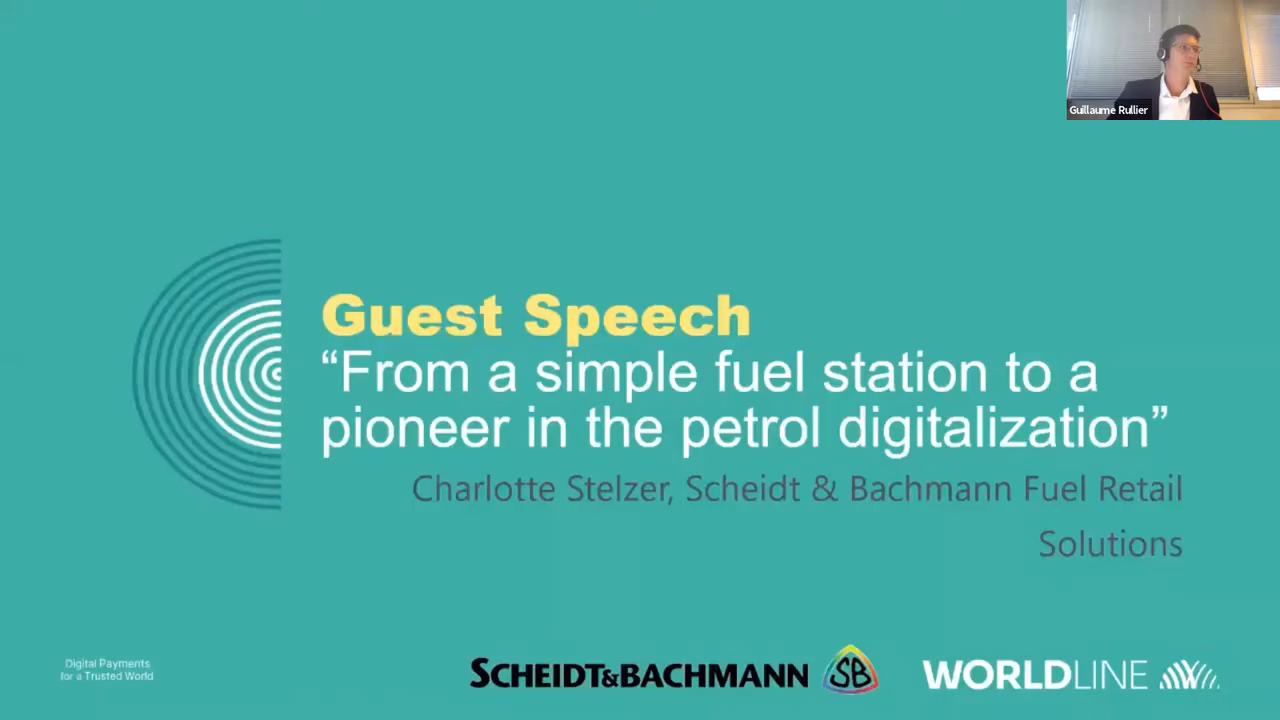 Guillaume Rullier
Guest Speech
“From a simple fuel station to a
pioneer in the petrol digitalization”
Charlotte Stelzer, Scheidt & Bachmann Fuel Retail
Solutions
Digital Payments
for a Trusted World
SCHEIDT&BACHMANN
SB
WORLDLINE